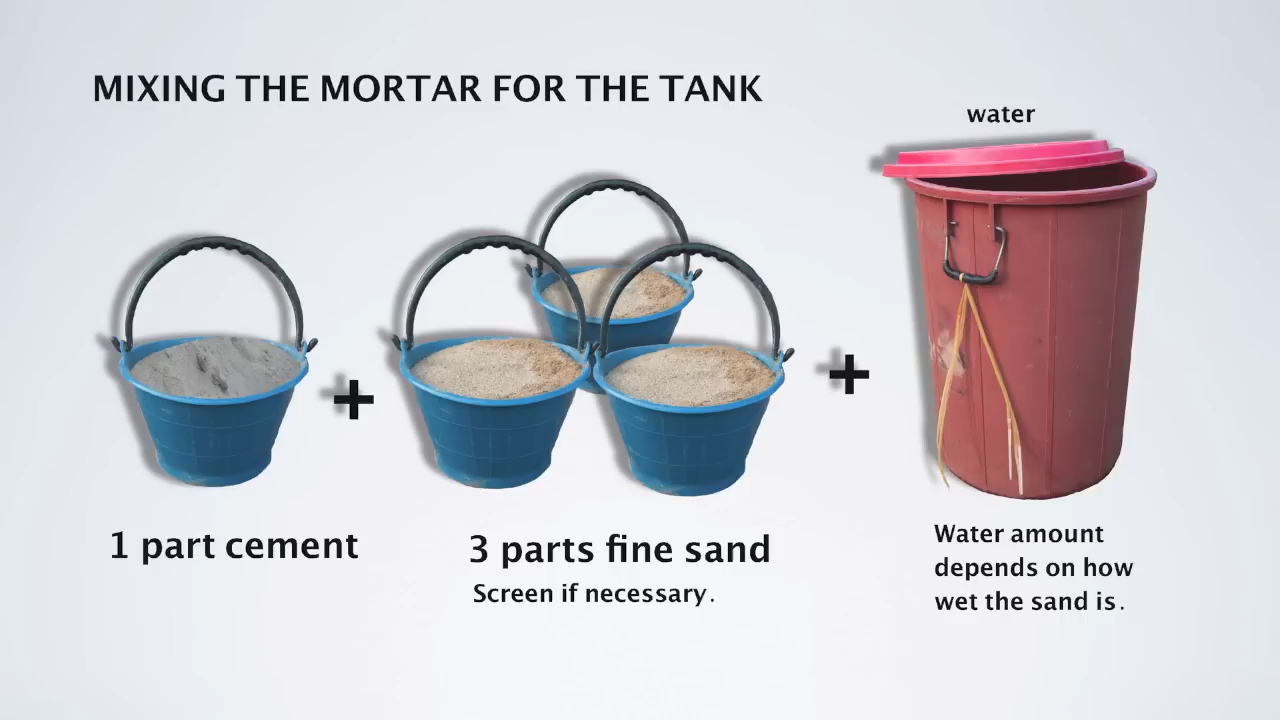 MIXING THE MORTAR FOR THE TANK
water
1 part cement
3 parts fine sand
Screen if necessary.
Water amount
depends on how
wet the sand is.